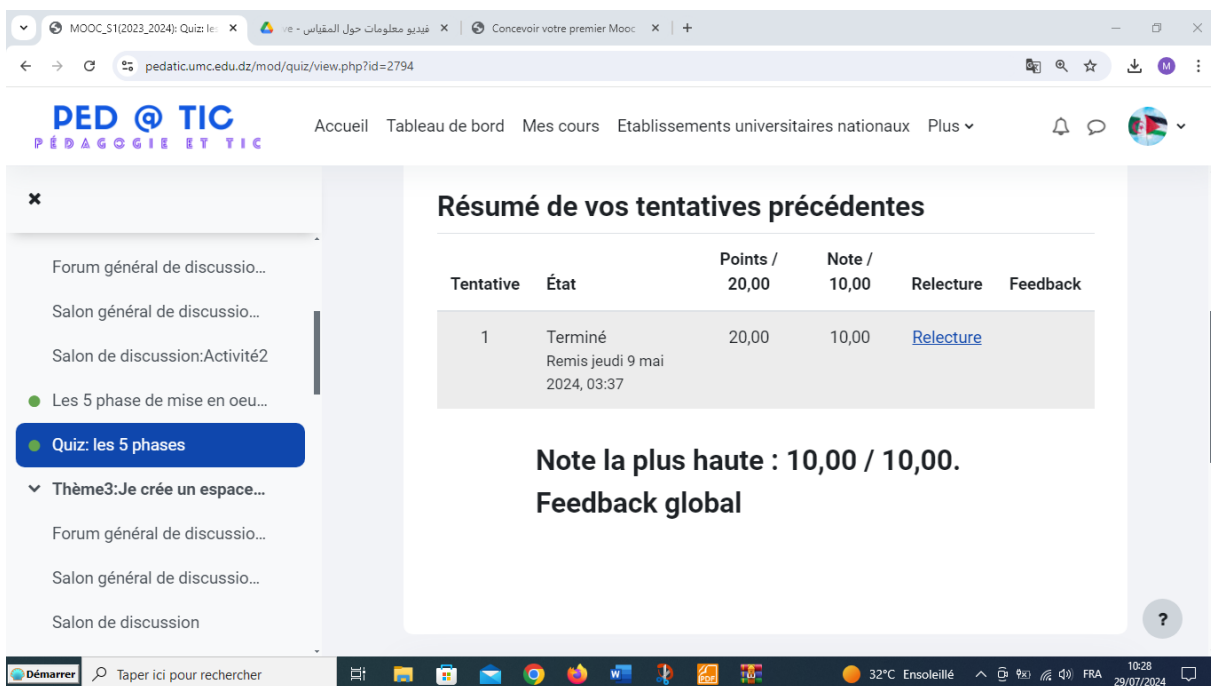 MOOC_S1(2023_2024): Quiz: les
فيديو معلومات حول المقياس - ve
Concevoir votre premier Mooc
pedatic.umc.edu.dz/mod/quiz/view.php?id=2794
M
PED @ TIC
PÉDAGOGIE ET TIC
Accueil Tableau de bord Mes cours Etablissements universitaires nationaux Plus
Forum général de discussio...
Salon général de discussio...
Salon de discussion:Activité2
Les 5 phase de mise en oeu...
Quiz: les 5 phases
Thème3:Je crée un espace...
Forum général de discussio...
Salon général de discussio...
Salon de discussion
Résumé de vos tentatives précédentes
Tentative État Points / 20,00 Note / 10,00 Relecture Feedback
1 Terminé 20,00 10,00 Relecture
Remis jeudi 9 mai
2024, 03:37
Note la plus haute : 10,00 / 10,00.
Feedback global
?
Démarrer Taper ici pour rechercher 32°C Ensoleillé FRA 10:28
29/07/2024